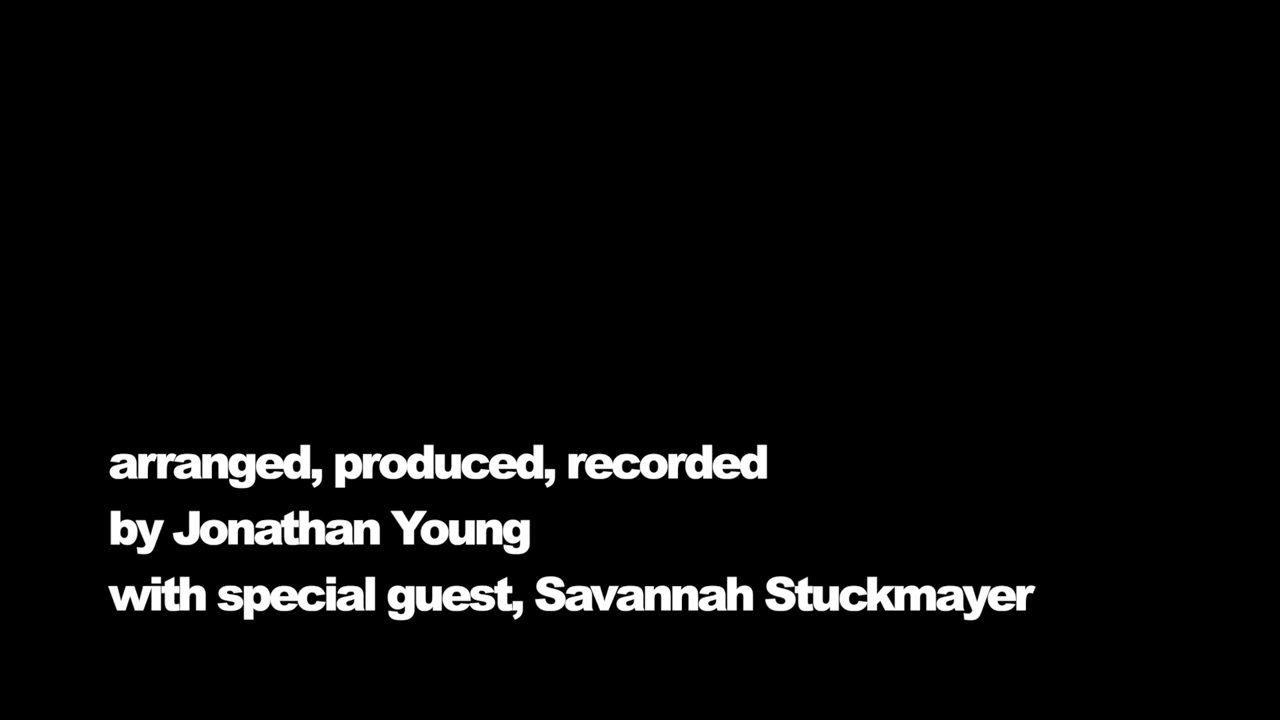 arranged, produced, recorded
by Jonathan Young
with special guest, Savannah Stuckmayer